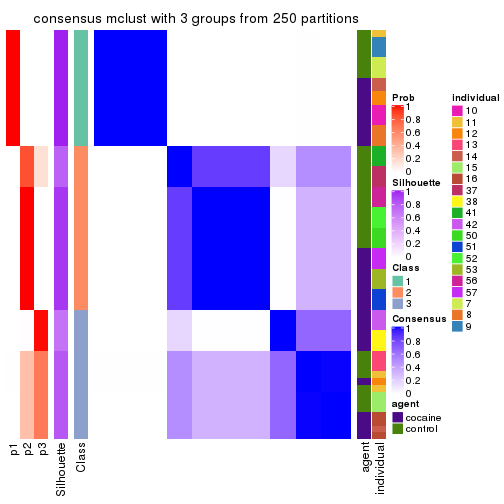 consensus mclust with 3 groups from 250 partitions
Prob
1
0.8
0.6
0.4
0.2
0
Silhouette
1
0.8
0.6
0.4
0.2
0
Class
1
2
3
Consensus
1
0.8
0.6
0.4
0.2
0
agent
cocaine
control
individual
10
11
12
13
14
16
37
38
41
42
50
51
52
53
56
57
7
8
9
p1
p2
p3
Silhouette
Class
agent
individual